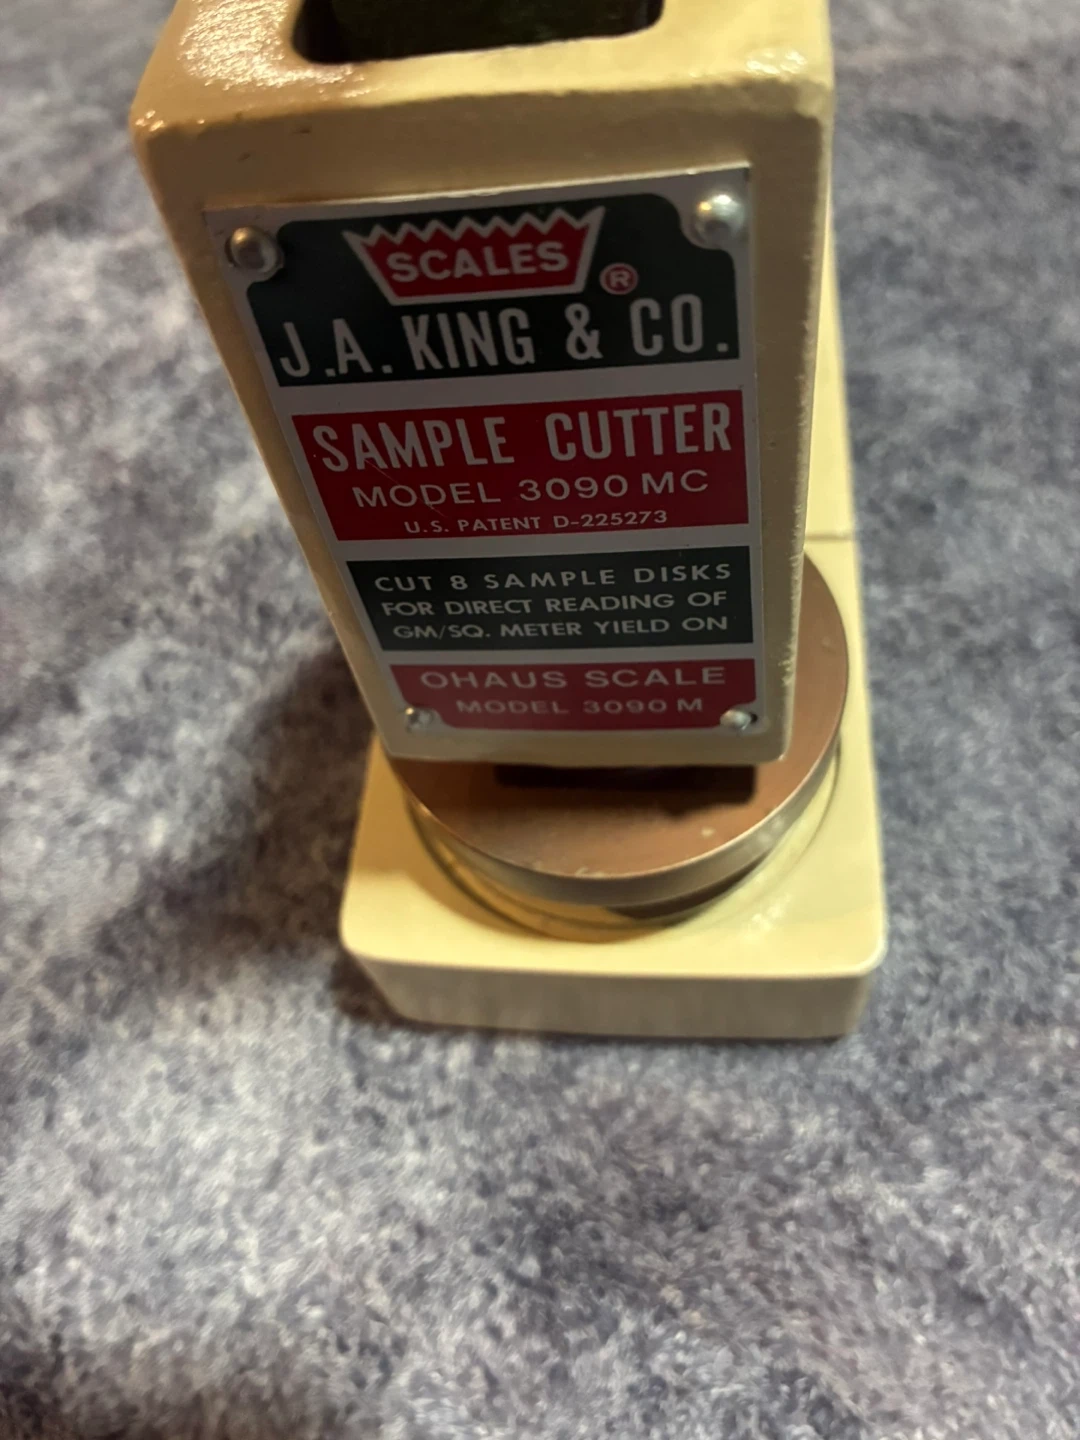 SCALES ®
J.A. KING & CO.
SAMPLE CUTTER
MODEL 3090 MC
U.S. PATENT D-225273
CUT 8 SAMPLE DISKS
FOR DIRECT READING OF
GM/SQ. METER YIELD ON
OHAUS SCALE
MODEL 3090 M